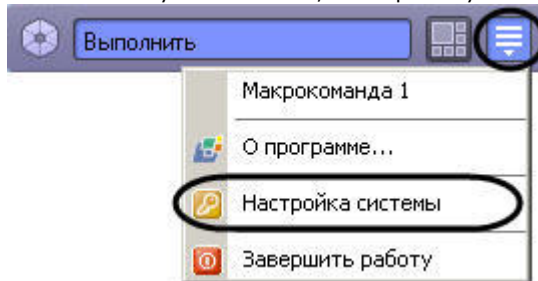 Выполнить
Макрокоманда 1
О программе...
Настройка системы
Завершить работу